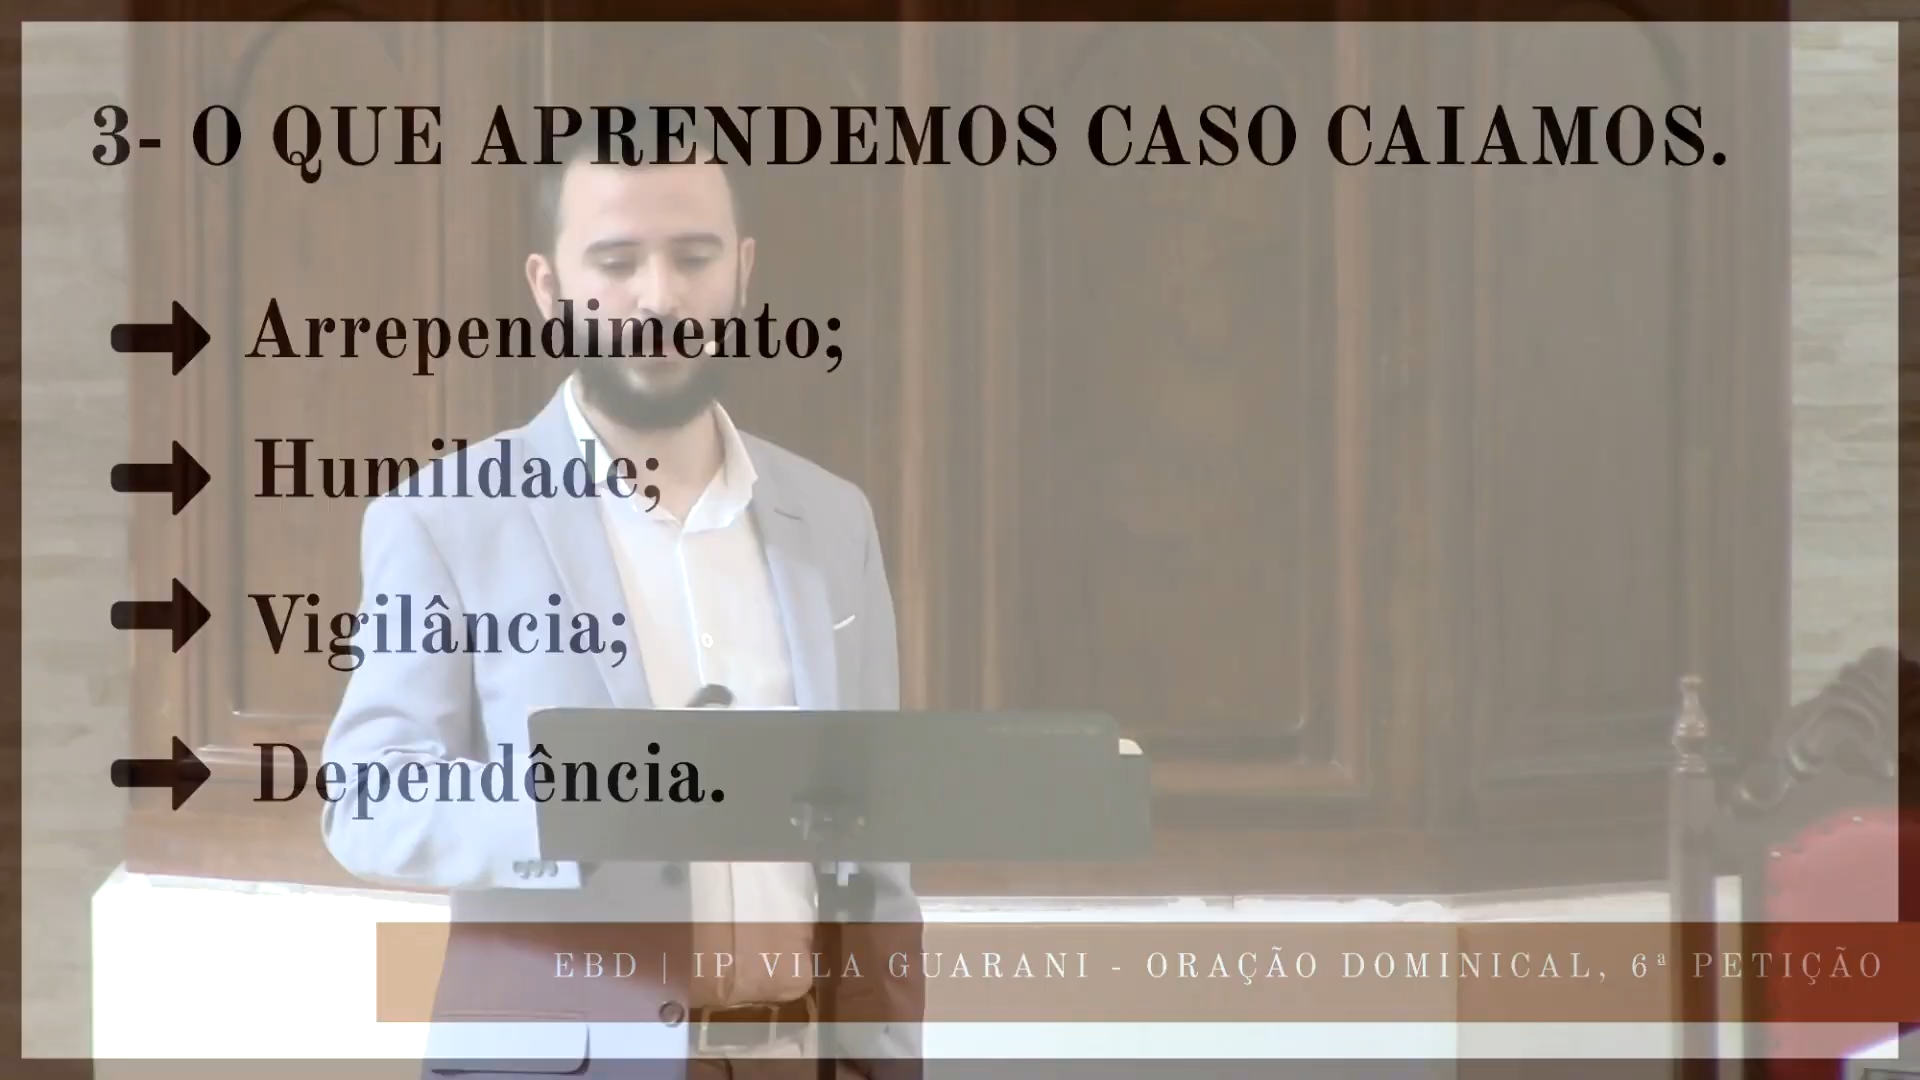 3- O QUE APRENDEMOS CASO CAIAMOS.
Arrependimento;
Humildade;
Vigilância;
Dependência.
EBD | IP VILA GUARANI - ORAÇÃO DOMINICAL, 6ª PETIÇÃO